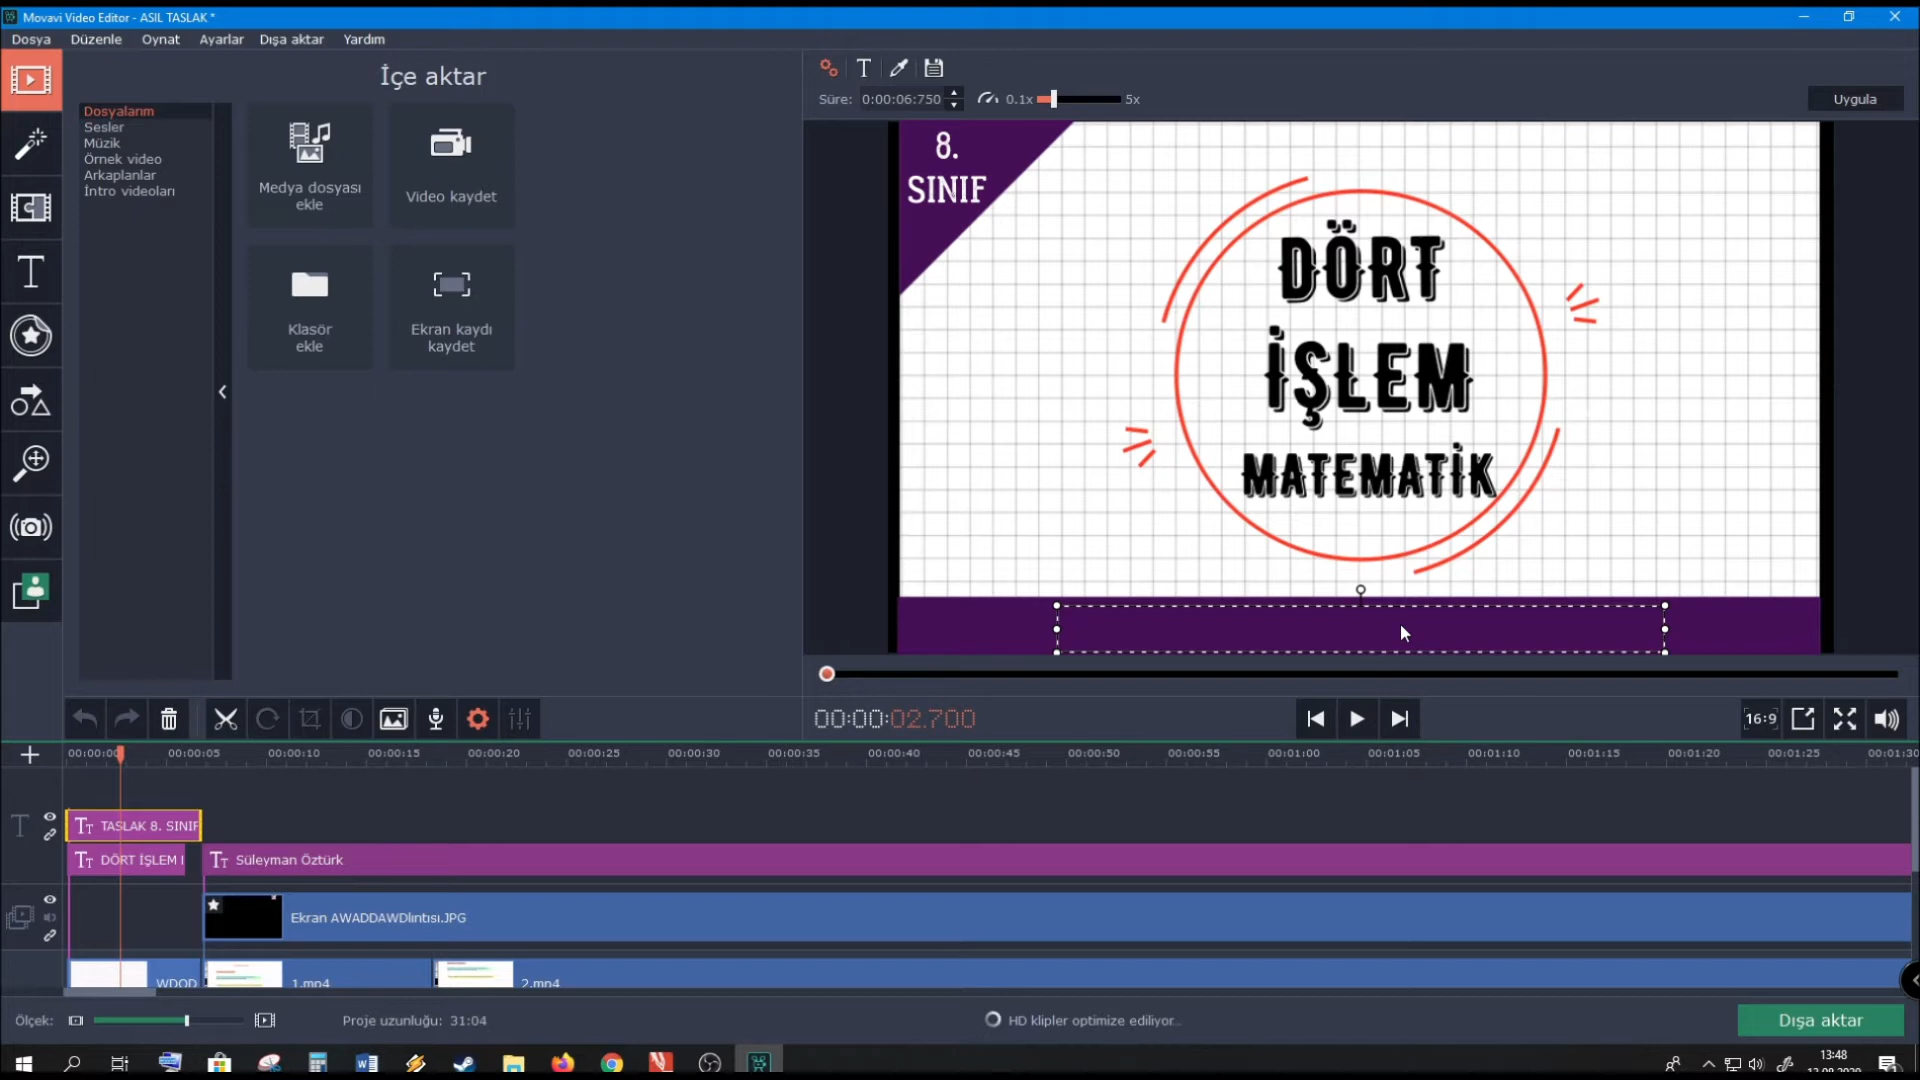 Movavi Video Editor - ASIL TASLAK *
Dosya Düzenle Oynat Ayarlar Dışa aktar Yardım
İçe aktar
Dosyalarım
Sesler
Müzik
Örnek video
Arkaplanlar
İntro videoları
Medya dosyası
ekle
Video kaydet
Klasör
ekle
Ekran kaydı
kaydet
Süre: 0:00:06:750 0.1x 5x
Uygula
8.
SINIF
DÖRT
İŞLEM
MATEMATİK
00:00:02.700
16:9
00:00:00 00:00:05 00:00:10 00:00:15 00:00:20 00:00:25 00:00:30 00:00:35 00:00:40 00:00:45 00:00:50 00:00:55 00:01:00 00:01:05 00:01:10 00:01:15 00:01:20 00:01:25 00:01:30
TASLAK 8. SINIF
DÖRT İŞLEM
Süleyman Öztürk
Ekran AWADDAWDlıntısı.JPG
1.mp4
2.mp4
Ölçek:
Proje uzunluğu: 31:04
HD klipler optimize ediliyor...
Dışa aktar
13:48